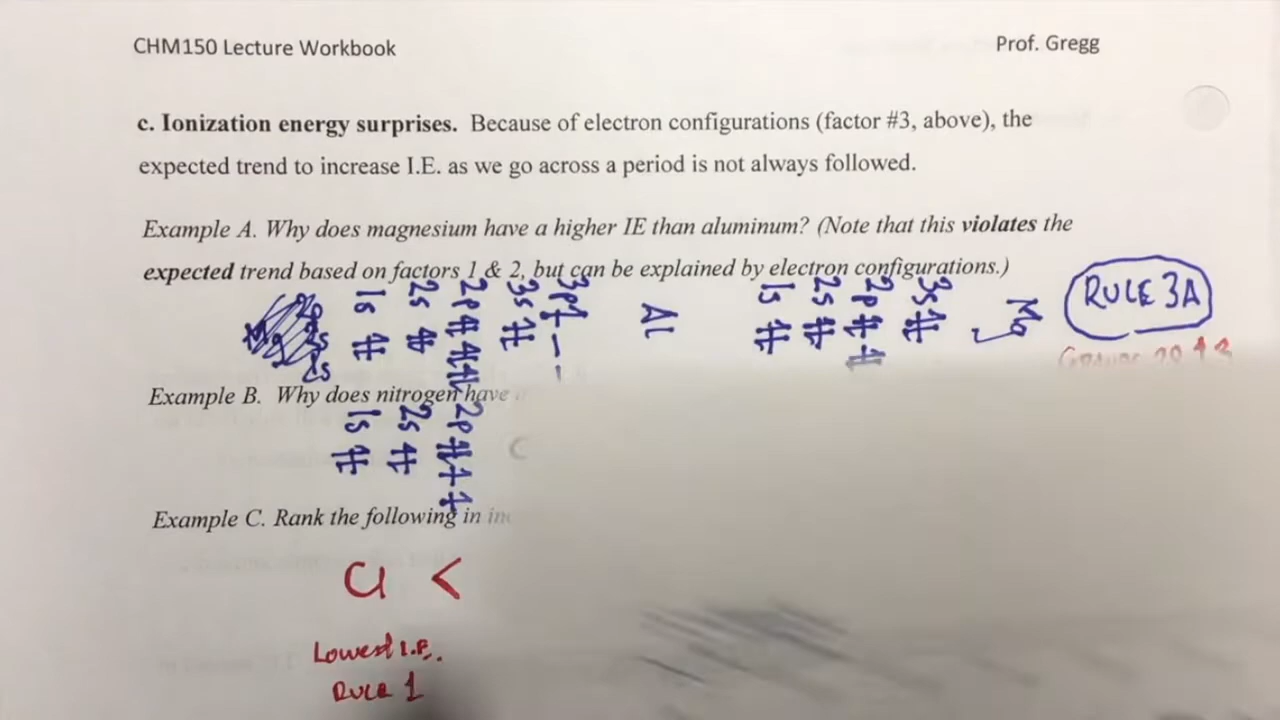 CHM150 Lecture Workbook Prof. Gregg
c. Ionization energy surprises. Because of electron configurations (factor #3, above), the
expected trend to increase I.E. as we go across a period is not always followed.
Example A. Why does magnesium have a higher IE than aluminum? (Note that this violates the
expected trend based on factors 1 & 2, but can be explained by electron configurations.)
1s 2s 2p 3s 3p Al 1s 2s 2p 3s Mg RULE 3A
Example B. Why does nitrogen have
1s 2s 2p
Example C. Rank the following in
Cl <
Lowest I.E.
RULE 1